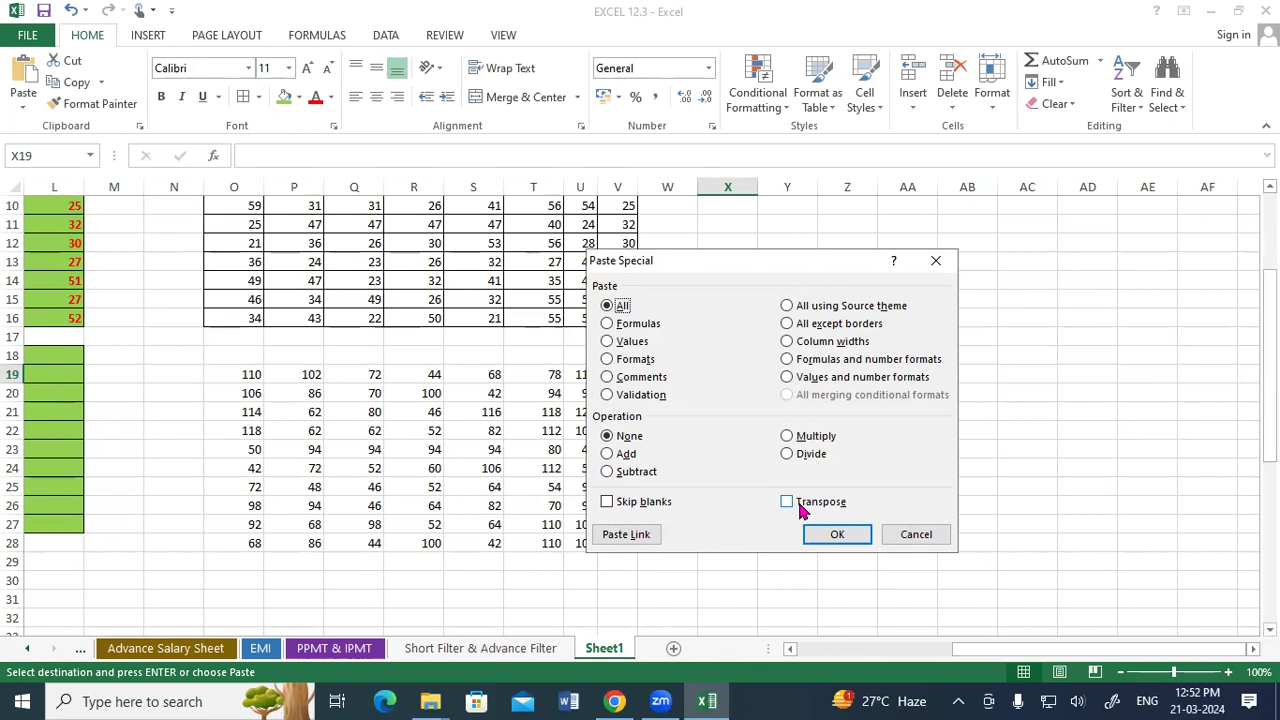 EXCEL 12.3 - Excel
FILE HOME INSERT PAGE LAYOUT FORMULAS DATA REVIEW VIEW Sign in
Paste Cut Copy Format Painter
Calibri 11
B I U A
Wrap Text
Merge & Center
General
Conditional Formatting
Format as Table
Cell Styles
Insert Delete Format
AutoSum
Fill
Clear
Sort & Filter
Find & Select
Clipboard Font Alignment Number Styles Cells Editing
X19
L M N O P Q R S T U V W X Y Z AA AB AC AD AE AF
10 25 59 31 31 26 41 56 54 25
11 32 25 47 47 47 47 40 24 32
12 30 21 36 26 30 53 56 28 30
13 27 36 24 23 26 32 27
14 51 49 47 23 32 41 35
15 27 46 34 49 26 32 55
16 52 34 43 22 50 21 55
17
18
19 110 102 72 44 68 78
20 106 86 70 100 42 94
21 114 62 80 46 116 118
22 118 62 62 52 82 112
23 50 94 94 94 94 80
24 42 72 52 60 106 112
25 72 48 46 52 64 54
26 98 94 46 64 82 70
27 92 68 98 52 64 110
28 68 86 44 100 42 110
29
30
31
32
Paste Special
Paste
All All using Source theme
Formulas All except borders
Values Column widths
Formats Formulas and number formats
Comments Values and number formats
Validation All merging conditional formats
Operation
None Multiply
Add Divide
Subtract
Skip blanks Transpose
Paste Link OK Cancel
... Advance Salary Sheet EMI PPMT & IPMT Short Filter & Advance Filter Sheet1
Select destination and press ENTER or choose Paste 100%
Type here to search 27°C Haze ENG 12:52 PM
21-03-2024